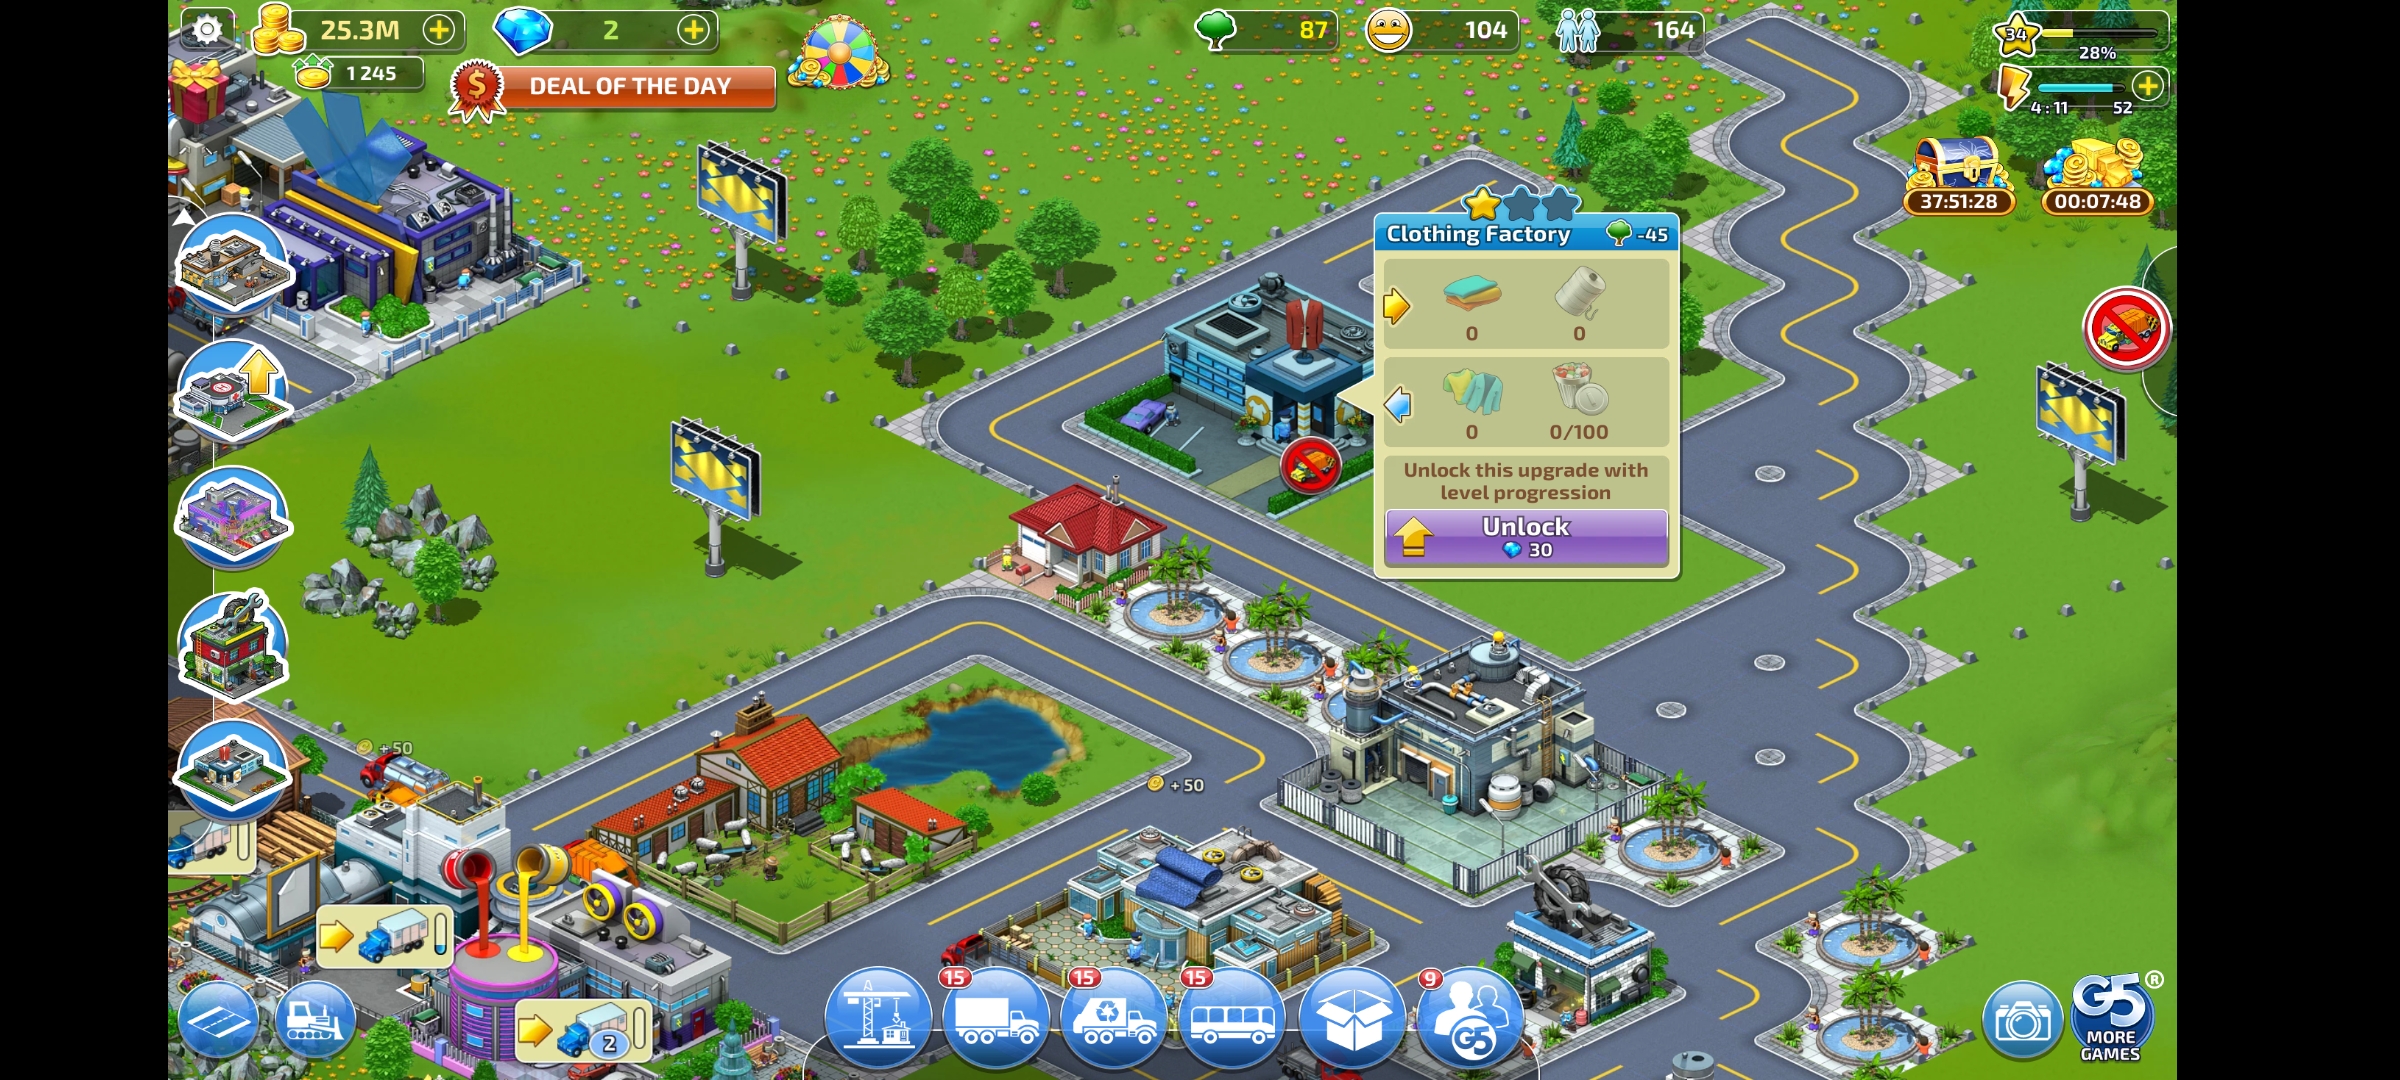 25.3M
2
87
104
164
34
28%
1 245
DEAL OF THE DAY
4:11
52
37:51:28
00:07:48
Clothing Factory
-45
0
0
0
0/100
Unlock this upgrade with
level progression
Unlock
30
+50
+50
2
15
15
15
9
G5
G5®
MORE
GAMES